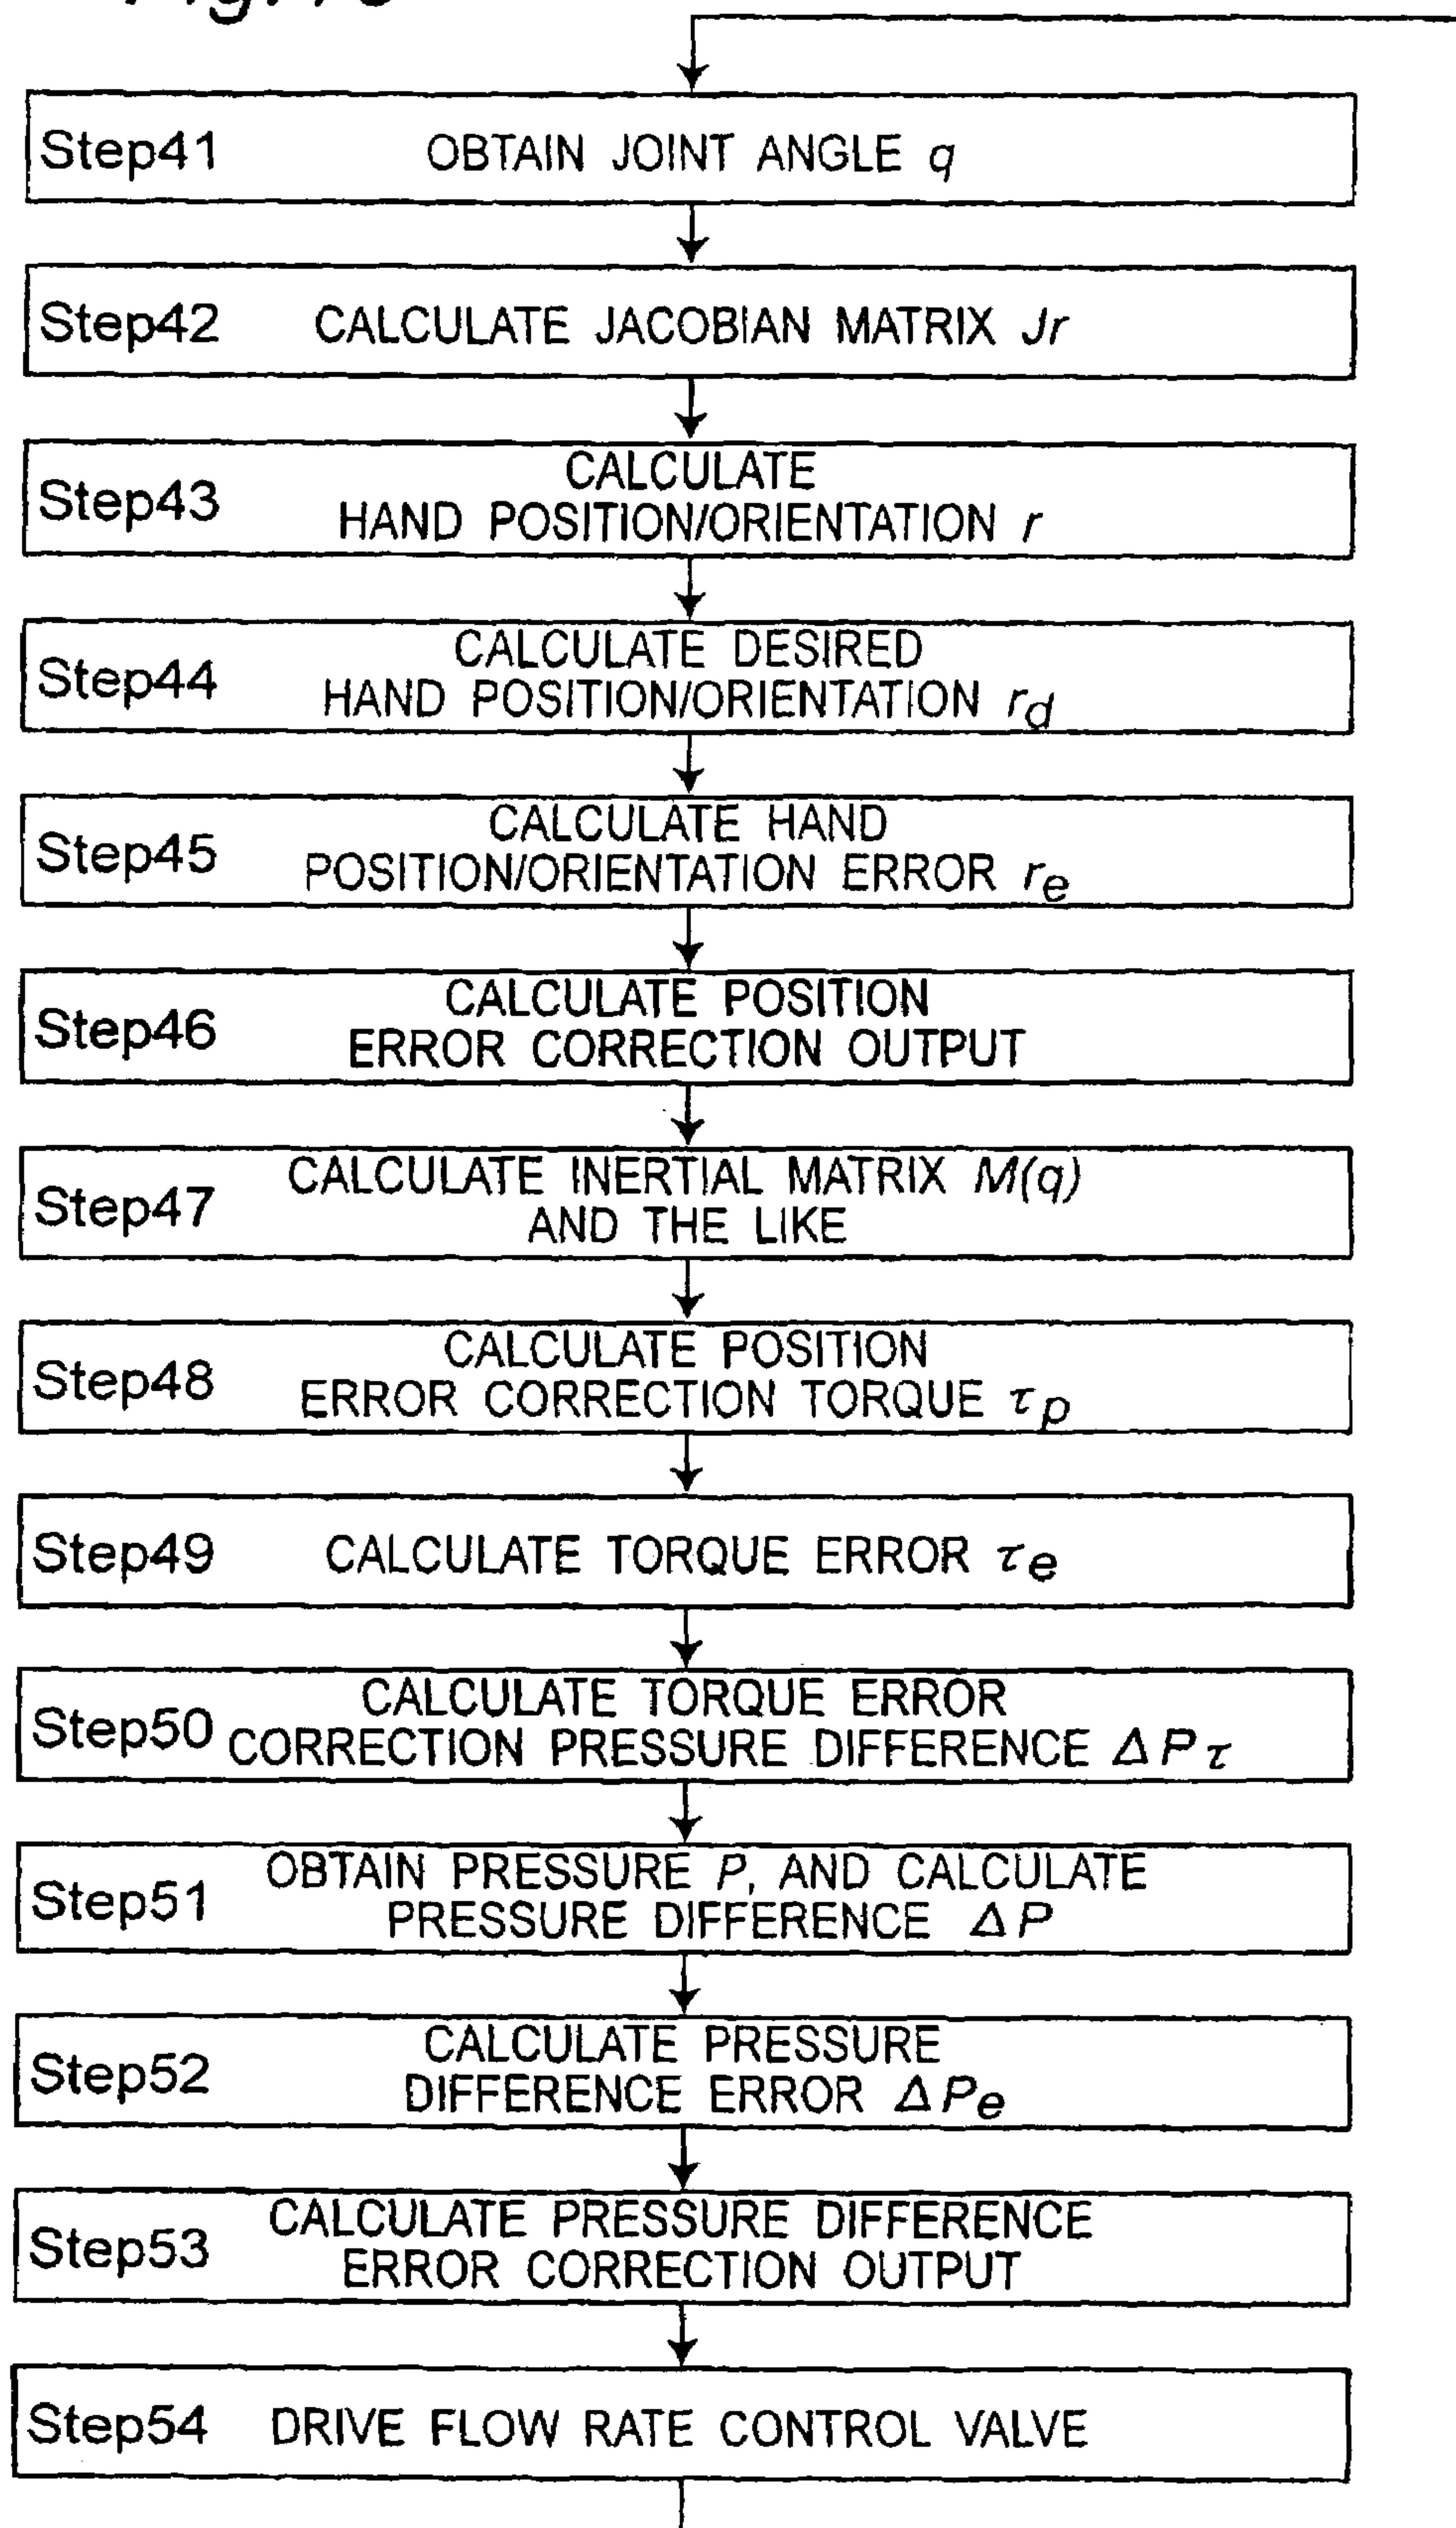 Step41 OBTAIN JOINT ANGLE q
Step42 CALCULATE JACOBIAN MATRIX Jr
Step43 CALCULATE
HAND POSITION/ORIENTATION r
Step44 CALCULATE DESIRED
HAND POSITION/ORIENTATION rd
Step45 CALCULATE HAND
POSITION/ORIENTATION ERROR re
Step46 CALCULATE POSITION
ERROR CORRECTION OUTPUT
Step47 CALCULATE INERTIAL MATRIX M(q)
AND THE LIKE
Step48 CALCULATE POSITION
ERROR CORRECTION TORQUE τp
Step49 CALCULATE TORQUE ERROR τe
Step50 CALCULATE TORQUE ERROR
CORRECTION PRESSURE DIFFERENCE ΔPτ
Step51 OBTAIN PRESSURE P, AND CALCULATE
PRESSURE DIFFERENCE ΔP
Step52 CALCULATE PRESSURE
DIFFERENCE ERROR ΔPe
Step53 CALCULATE PRESSURE DIFFERENCE
ERROR CORRECTION OUTPUT
Step54 DRIVE FLOW RATE CONTROL VALVE